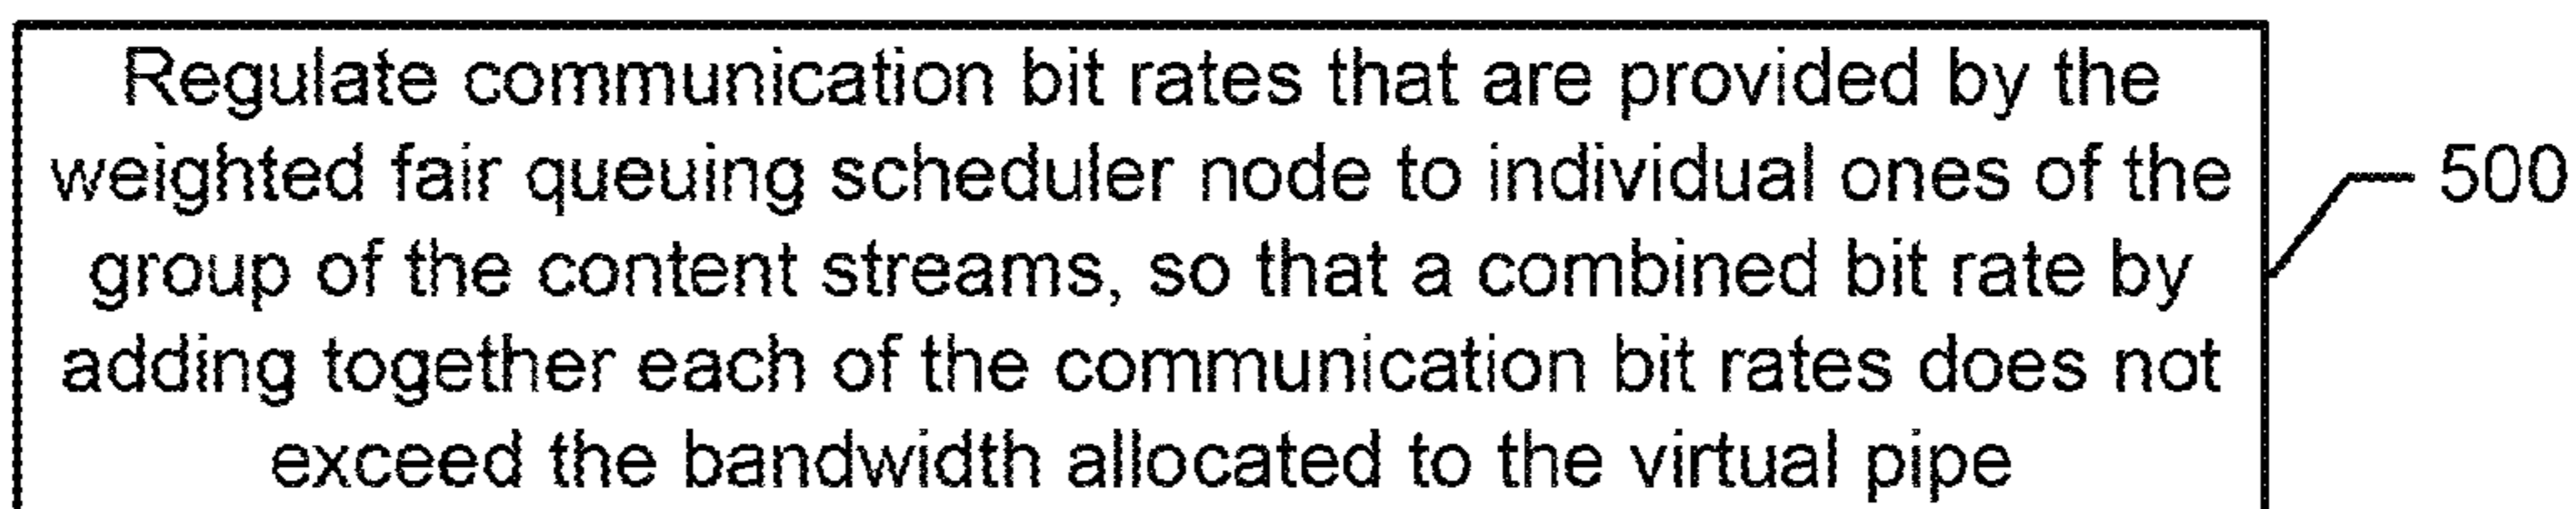 Regulate communication bit rates that are provided by the
weighted fair queuing scheduler node to individual ones of the
group of the content streams, so that a combined bit rate by
adding together each of the communication bit rates does not
exceed the bandwidth allocated to the virtual pipe
500